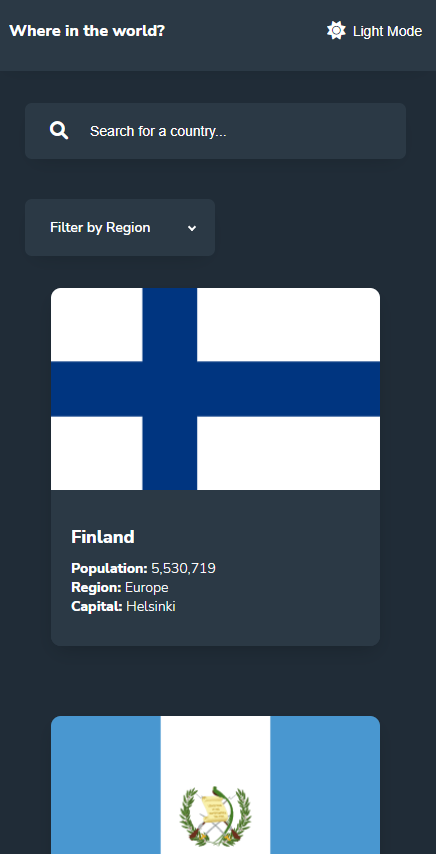 Where in the world?
Light Mode
Search for a country...
Filter by Region
Finland
Population: 5,530,719
Region: Europe
Capital: Helsinki